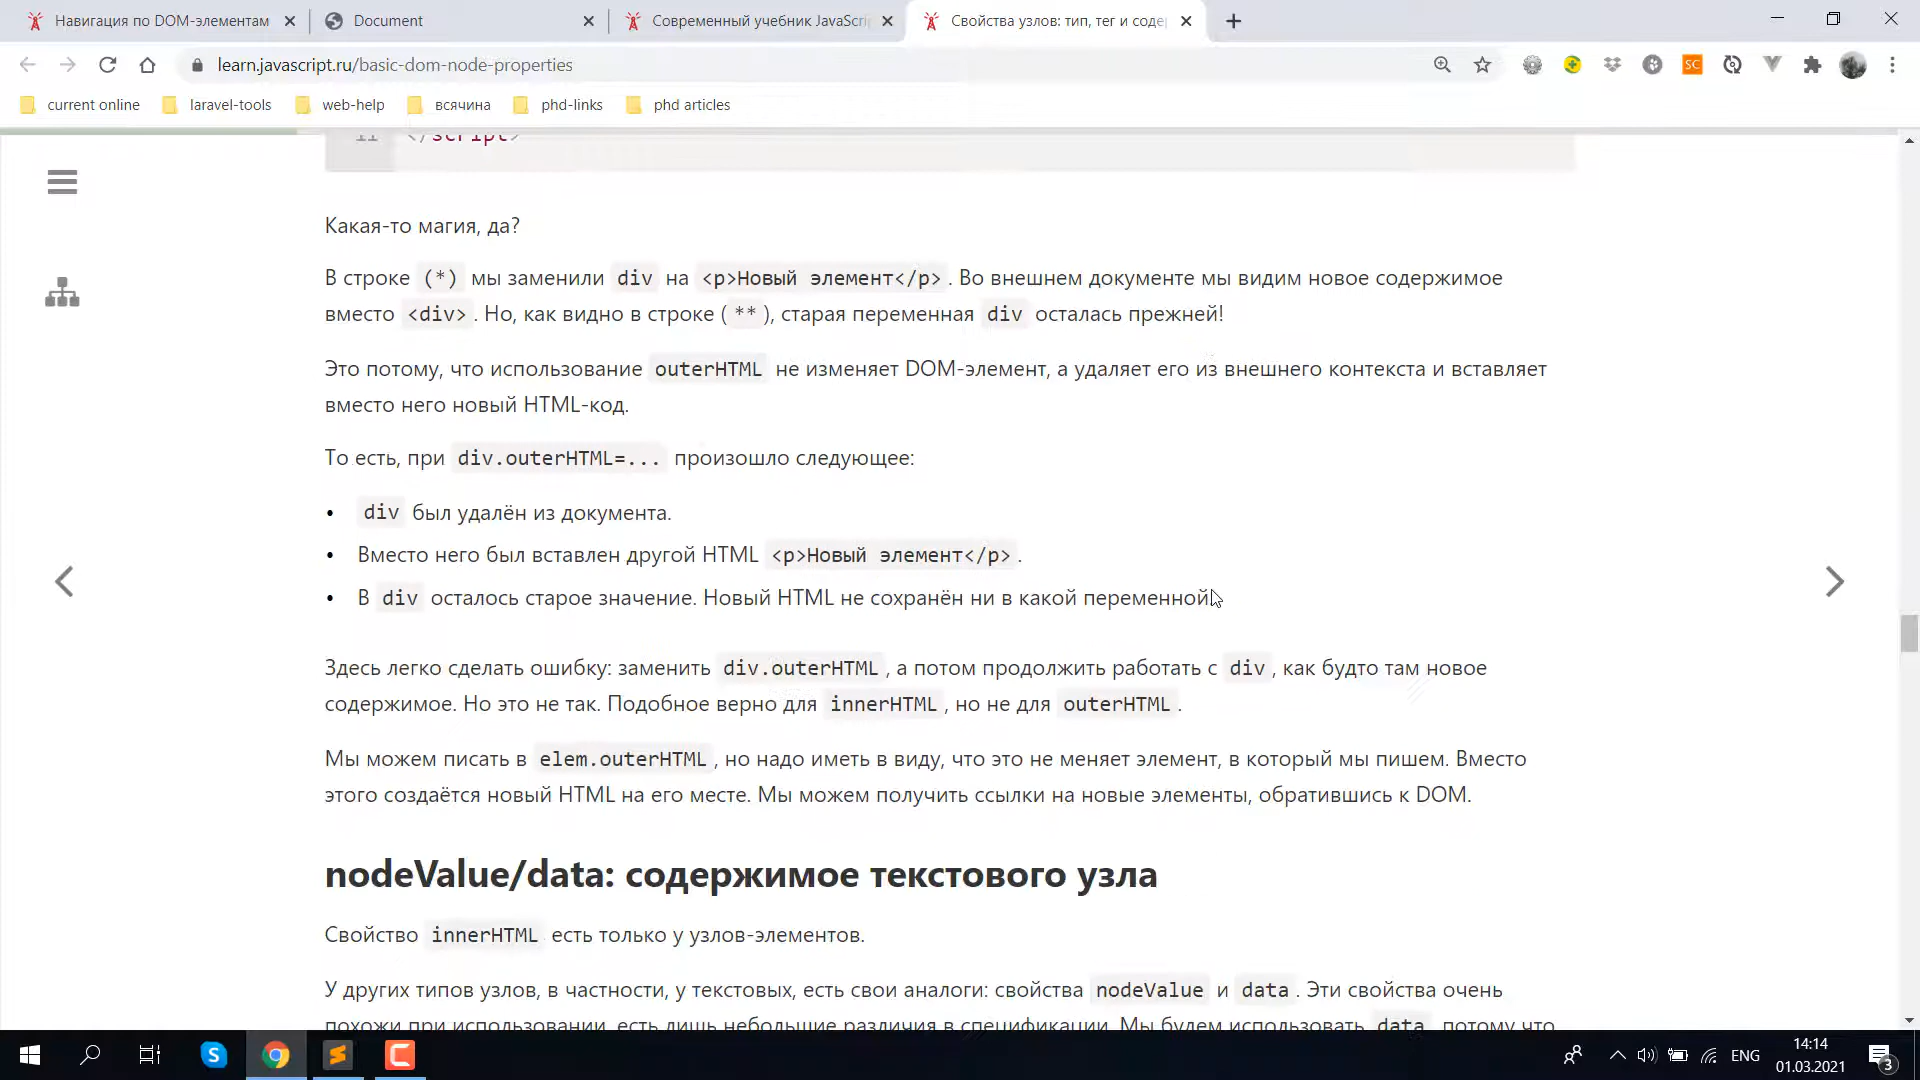 Навигация по DOM-элементам
Document
Современный учебник JavaScri
Свойства узлов: тип, тег и соде
learn.javascript.ru/basic-dom-node-properties
current online
laravel-tools
web-help
всячина
phd-links
phd articles
11 </script>
Какая-то магия, да?
В строке (*) мы заменили div на <p>Новый элемент</p>. Во внешнем документе мы видим новое содержимое
вместо <div>. Но, как видно в строке (**), старая переменная div осталась прежней!
Это потому, что использование outerHTML не изменяет DOM-элемент, а удаляет его из внешнего контекста и вставляет
вместо него новый HTML-код.
То есть, при div.outerHTML=... произошло следующее:
• div был удалён из документа.
• Вместо него был вставлен другой HTML <p>Новый элемент</p>.
• В div осталось старое значение. Новый HTML не сохранён ни в какой переменной.
Здесь легко сделать ошибку: заменить div.outerHTML, а потом продолжить работать с div, как будто там новое
содержимое. Но это не так. Подобное верно для innerHTML, но не для outerHTML.
Мы можем писать в elem.outerHTML, но надо иметь в виду, что это не меняет элемент, в который мы пишем. Вместо
этого создаётся новый HTML на его месте. Мы можем получить ссылки на новые элементы, обратившись к DOM.
nodeValue/data: содержимое текстового узла
Свойство innerHTML есть только у узлов-элементов.
У других типов узлов, в частности, у текстовых, есть свои аналоги: свойства nodeValue и data. Эти свойства очень
похожи при использовании, есть лишь небольшие различия в спецификации. Мы будем использовать data, потому что
SC
S
ENG
14:14
01.03.2021
3